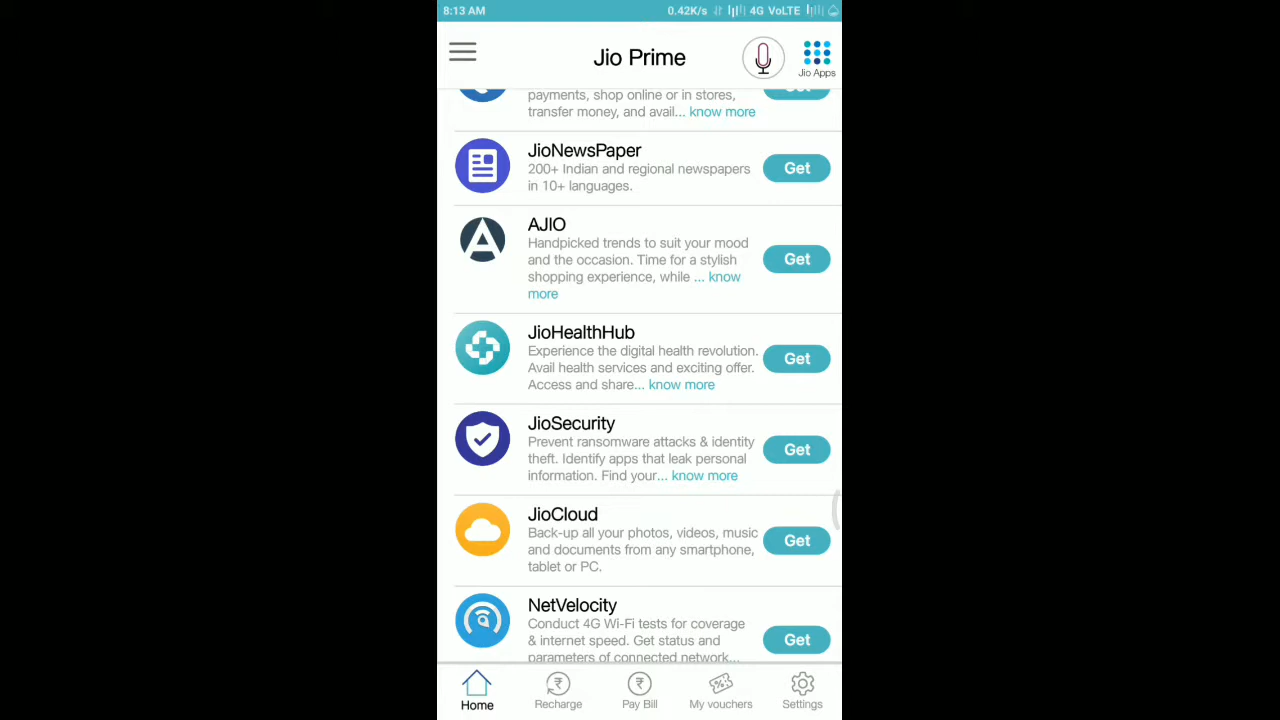 8:13 AM 0.42K/s 4G VoLTE
Jio Prime
Jio Apps
payments, shop online or in stores,
transfer money, and avail... know more
Get
JioNewsPaper
200+ Indian and regional newspapers
in 10+ languages.
Get
AJIO
Handpicked trends to suit your mood
and the occasion. Time for a stylish
shopping experience, while ... know
more
Get
JioHealthHub
Experience the digital health revolution.
Avail health services and exciting offer.
Access and share... know more
Get
JioSecurity
Prevent ransomware attacks & identity
theft. Identify apps that leak personal
information. Find your... know more
Get
JioCloud
Back-up all your photos, videos, music
and documents from any smartphone,
tablet or PC.
Get
NetVelocity
Conduct 4G Wi-Fi tests for coverage
& internet speed. Get status and
parameters of connected network...
Get
Home Recharge Pay Bill My vouchers Settings